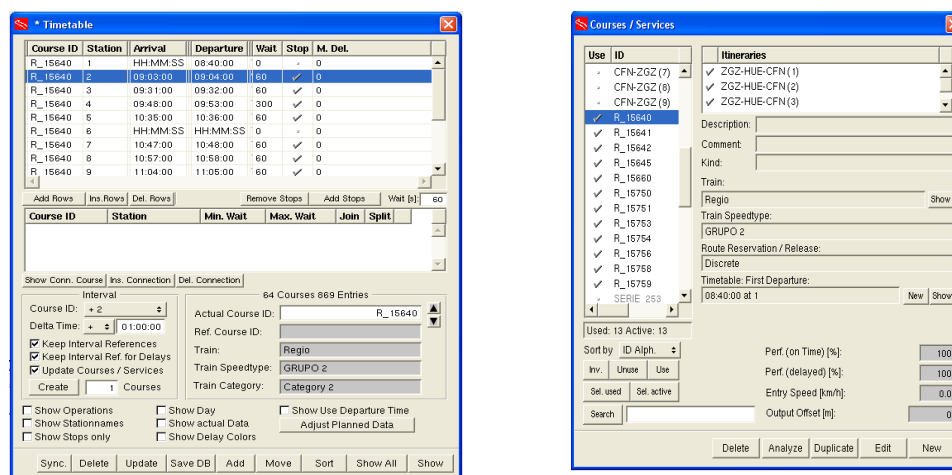 * Timetable
Course ID Station Arrival Departure Wait Stop M. Del.
R_15640 1 HH:MM:SS 08:40:00 0 0
R_15640 2 09:03:00 09:04:00 60 ✓ 0
R_15640 3 09:31:00 09:32:00 60 ✓ 0
R_15640 4 09:48:00 09:53:00 300 ✓ 0
R_15640 5 10:35:00 10:36:00 60 ✓ 0
R_15640 6 HH:MM:SS HH:MM:SS 0 0
R_15640 7 10:47:00 10:48:00 60 ✓ 0
R_15640 8 10:57:00 10:58:00 60 ✓ 0
R_15640 9 11:04:00 11:05:00 60 ✓ 0
Add Rows Ins.Rows Del. Rows Remove Stops Add Stops Wait [s]: 60
Course ID Station Min. Wait Max. Wait Join Split
Show Conn. Course Ins. Connection Del. Connection
Interval
Course ID: + 2
Delta Time: + 01:00:00
Keep Interval References
Keep Interval Ref. for Delays
Update Courses / Services
Create 1 Courses
64 Courses 869 Entries
Actual Course ID: R_15640
Ref. Course ID:
Train: Regio
Train Speedtype: GRUPO 2
Train Category: Category 2
Show Operations Show Day Show Use Departure Time
Show Stationnames Show actual Data Adjust Planned Data
Show Stops only Show Delay Colors
Sync. Delete Update Save DB Add Move Sort Show All Show
Courses / Services
Use ID
CFN-ZGZ (7)
CFN-ZGZ (8)
CFN-ZGZ (9)
✓ R_15640
✓ R_15641
✓ R_15642
✓ R_15645
✓ R_15660
✓ R_15750
✓ R_15751
✓ R_15753
✓ R_15754
✓ R_15756
✓ R_15758
✓ R_15759
SERIE 253
Used: 13 Active: 13
Sort by ID Alph.
Inv. Unuse Use
Sel. used Sel. active
Search
Itineraries
✓ ZGZ-HUE-CFN (1)
✓ ZGZ-HUE-CFN (2)
✓ ZGZ-HUE-CFN (3)
Description:
Comment:
Kind:
Train:
Regio Show
Train Speedtype:
GRUPO 2
Route Reservation / Release:
Discrete
Timetable: First Departure:
08:40:00 at 1 New Show
Perf. (on Time) [%]: 100
Perf. (delayed) [%]: 100
Entry Speed [km/h]: 0.0
Output Offset [m]: 0
Delete Analyze Duplicate Edit New